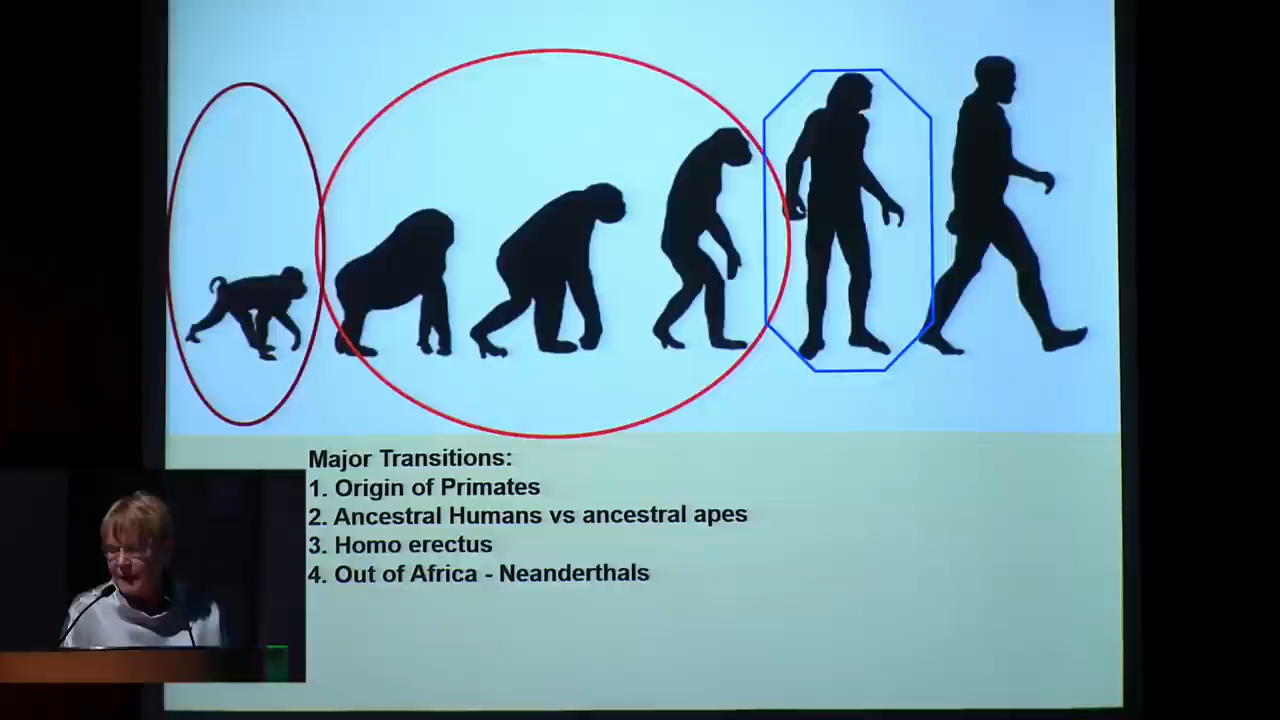 Major Transitions:
1. Origin of Primates
2. Ancestral Humans vs ancestral apes
3. Homo erectus
4. Out of Africa - Neanderthals